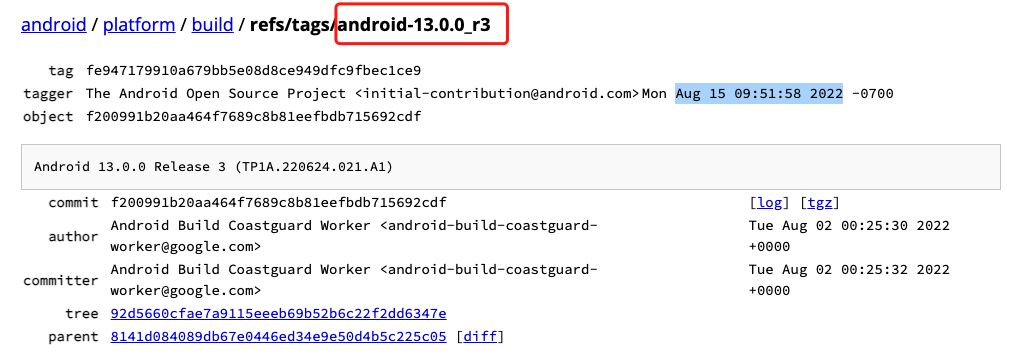 android / platform / build / refs/tags/android-13.0.0_r3
tag fe947179910a679bb5e08d8ce949dfc9fbec1ce9
tagger The Android Open Source Project <initial-contribution@android.com> Mon Aug 15 09:51:58 2022 -0700
object f200991b20aa464f7689c8b81eefbdb715692cdf
Android 13.0.0 Release 3 (TP1A.220624.021.A1)
commit f200991b20aa464f7689c8b81eefbdb715692cdf [log] [tgz]
author Android Build Coastguard Worker <android-build-coastguard- Tue Aug 02 00:25:30 2022
worker@google.com> +0000
committer Android Build Coastguard Worker <android-build-coastguard- Tue Aug 02 00:25:32 2022
worker@google.com> +0000
tree 92d5660cfae7a9115eeeb69b52b6c22f2dd6347e
parent 8141d084089db67e0446ed34e9e50d4b5c225c05 [diff]